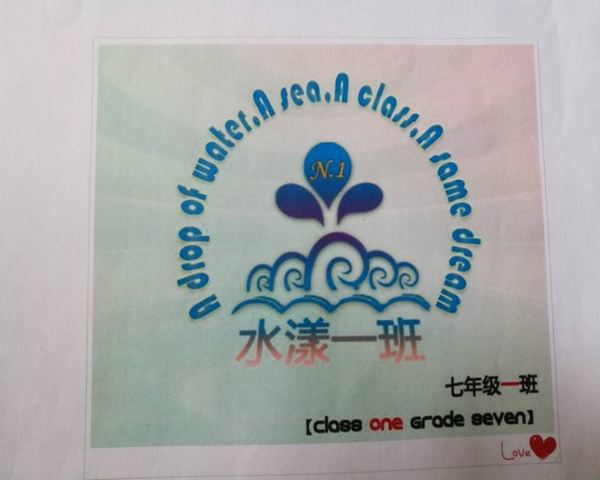 A drop of water,A sea,A class,A same dream
N.1
水漾一班
七年级一班
【class one Grade seven】
Love